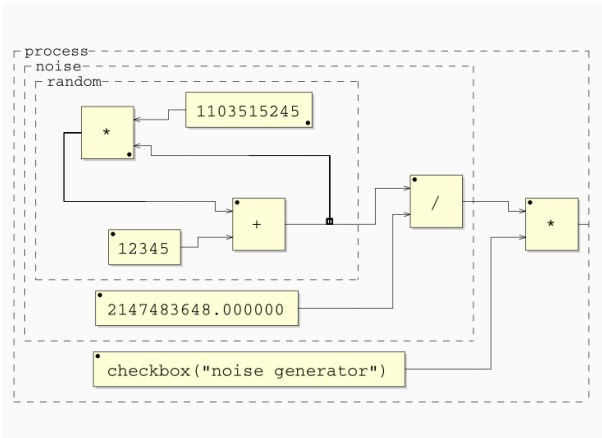 process
noise
random
1103515245
*
+
12345
/
*
2147483648.000000
checkbox("noise generator")